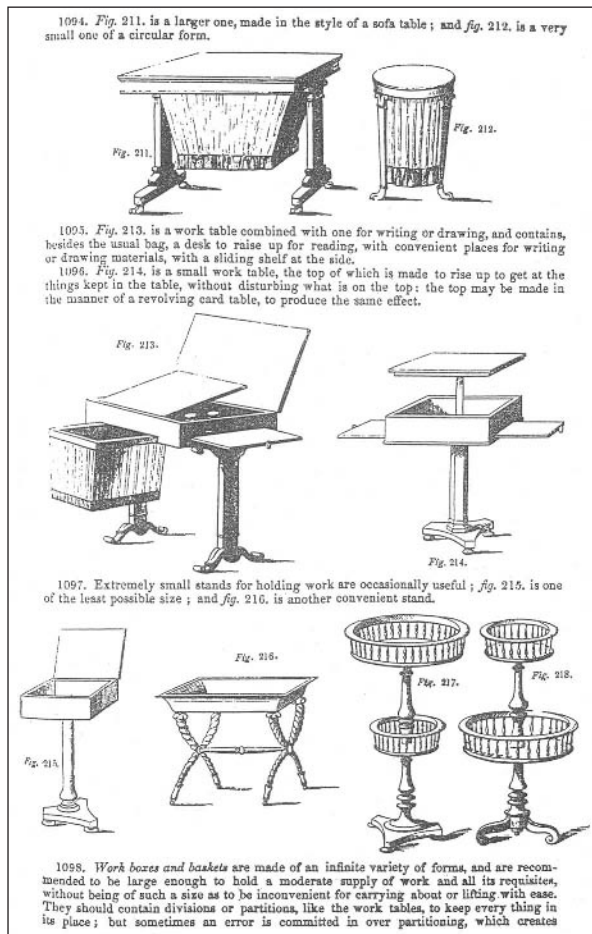 1094. Fig. 211. is a larger one, made in the style of a sofa table; and fig. 212. is a very
small one of a circular form.
Fig. 211.
Fig. 212.
1095. Fig. 213. is a work table combined with one for writing or drawing, and contains,
besides the usual bag, a desk to raise up for reading, with convenient places for writing
or drawing materials, with a sliding shelf at the side.
1096. Fig. 214. is a small work table, the top of which is made to rise up to get at the
things kept in the table, without disturbing what is on the top: the top may be made in
the manner of a revolving card table, to produce the same effect.
Fig. 213.
Fig. 214.
1097. Extremely small stands for holding work are occasionally useful; fig. 215. is one
of the least possible size; and fig. 216. is another convenient stand.
Fig. 215.
Fig. 216.
Fig. 217.
Fig. 218.
1098. Work boxes and baskets are made of an infinite variety of forms, and are recom-
mended to be large enough to hold a moderate supply of work and all its requisites,
without being of such a size as to be inconvenient for carrying about or lifting with ease.
They should contain divisions or partitions, like the work tables, to keep every thing in
its place; but sometimes an error is committed in over partitioning, which creates